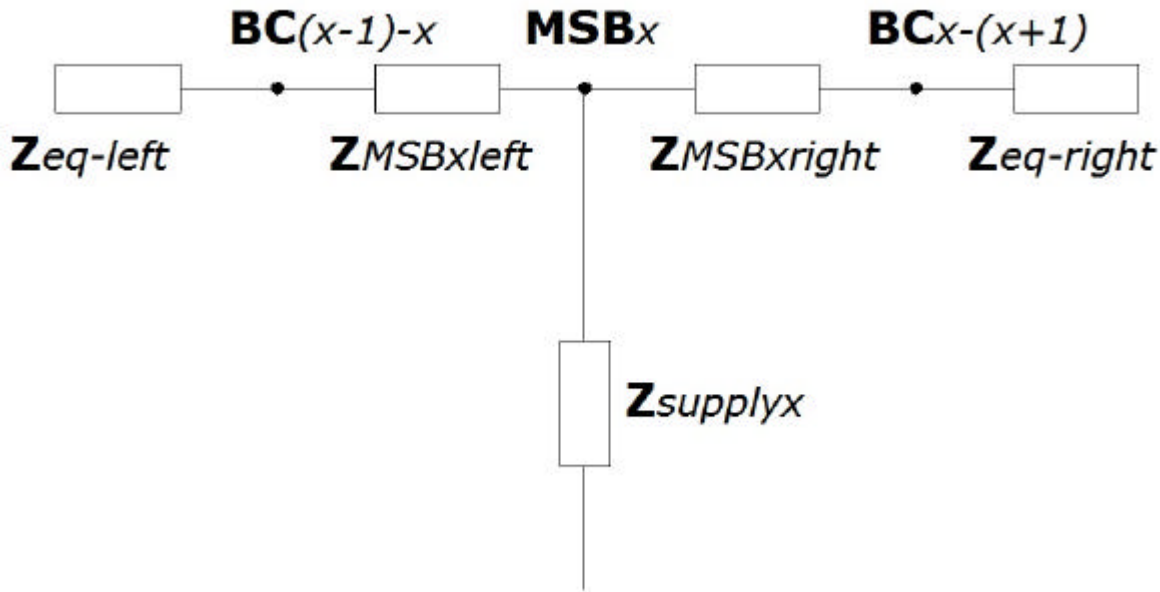 BC(x-1)-x MSBx BCx-(x+1)
Zeq-left ZMSBxleft ZMSBxright Zeq-right
Zsupplyx